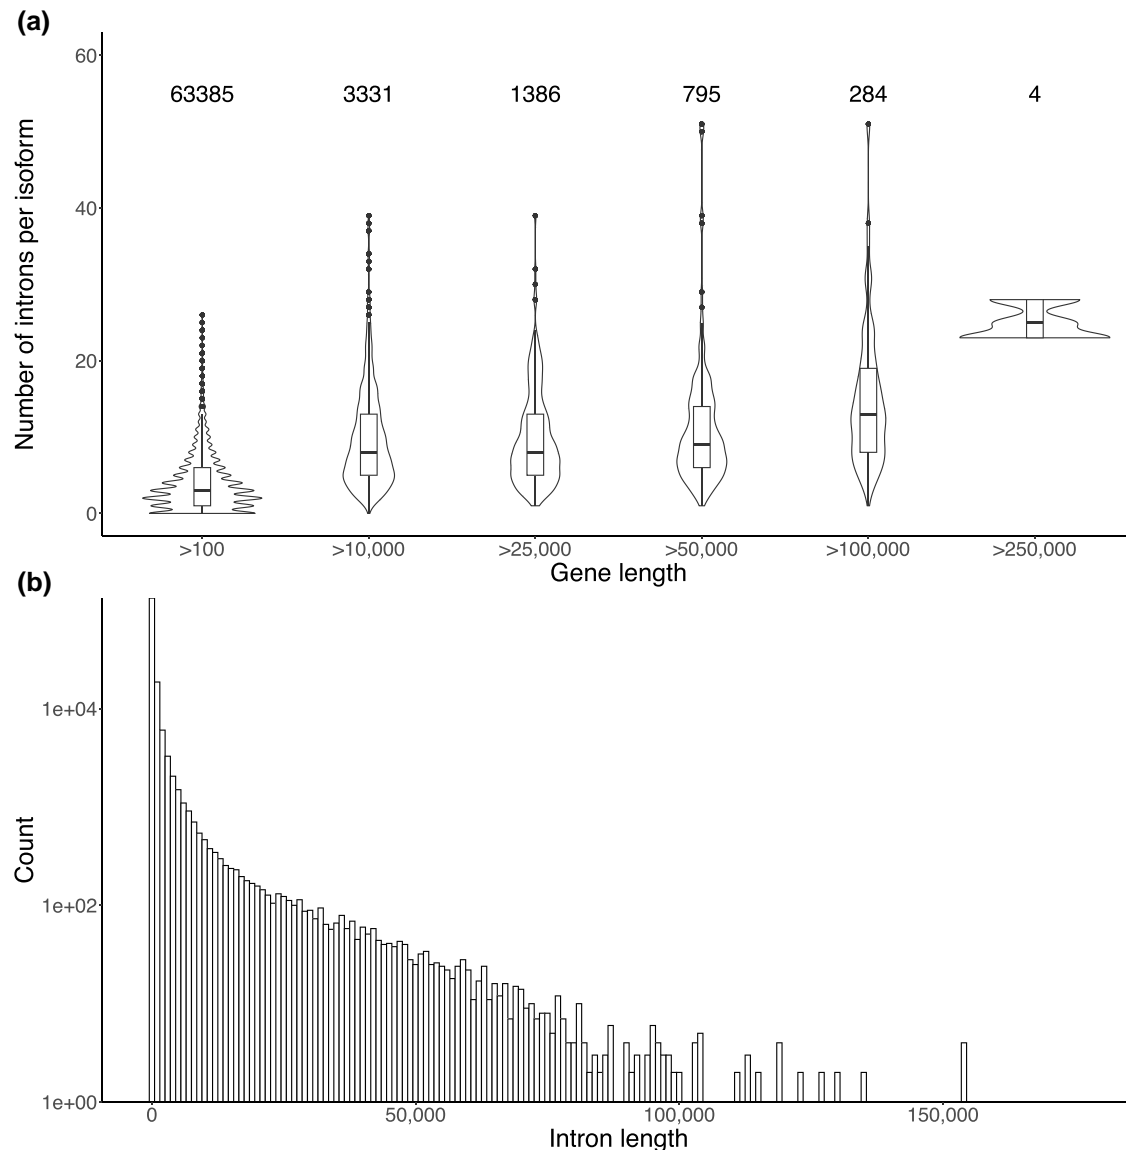 (a)
60
63385 3331 1386 795 284 4
40
20
0
Number of introns per isoform
>100 >10,000 >25,000 >50,000 >100,000 >250,000
Gene length
(b)
1e+04
1e+02
1e+00
Count
0 50,000 100,000 150,000
Intron length